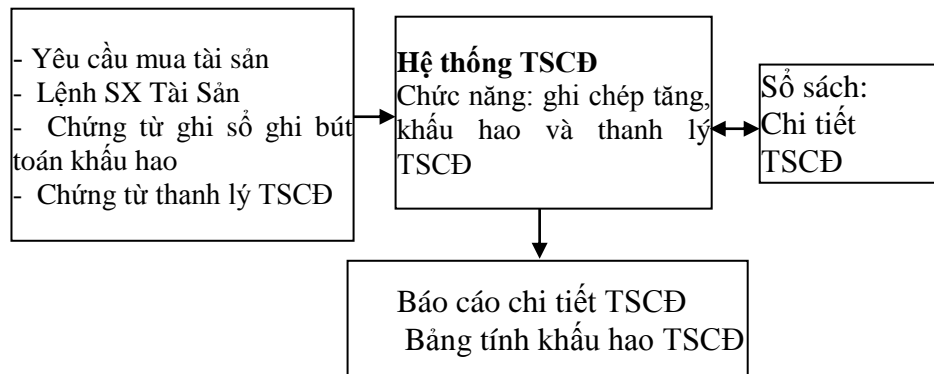 - Yêu cầu mua tài sản
- Lệnh SX Tài Sản
- Chứng từ ghi sổ ghi bút
toán khấu hao
- Chứng từ thanh lý TSCĐ
Hệ thống TSCĐ
Chức năng: ghi chép tăng,
khấu hao và thanh lý
TSCĐ
Sổ sách:
Chi tiết
TSCĐ
Báo cáo chi tiết TSCĐ
Bảng tính khấu hao TSCĐ